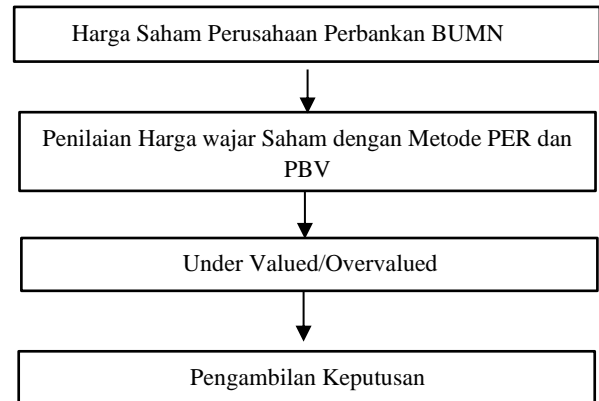 Harga Saham Perusahaan Perbankan BUMN
Penilaian Harga wajar Saham dengan Metode PER dan
PBV
Under Valued/Overvalued
Pengambilan Keputusan